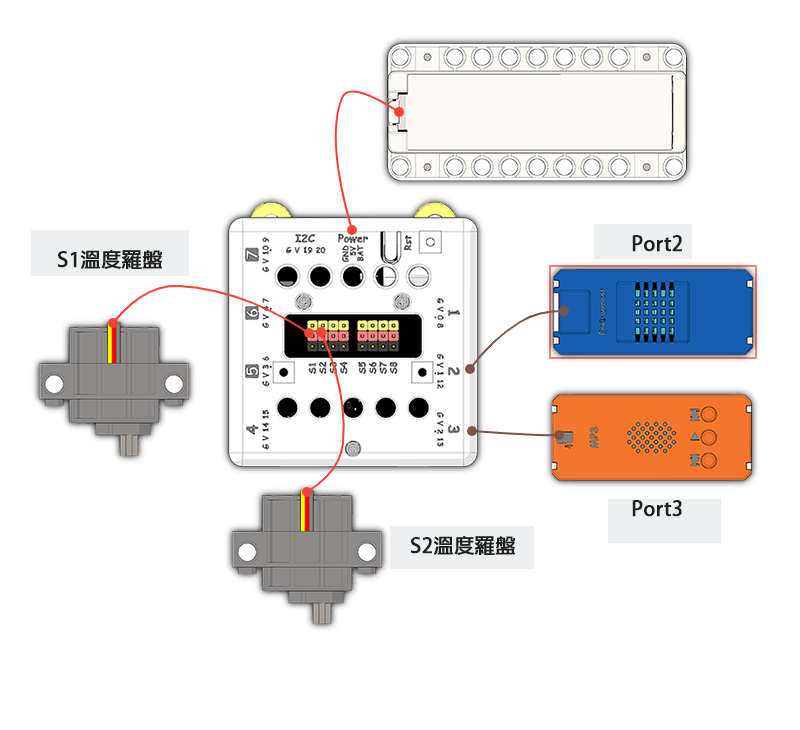 S1溫度羅盤
Port2
I2C
Power
Rst
G V 19 20
GND
5V
BAT
7
G V 10 9
6
5
G V 3 6
4
G V 14 15
1
G V 0 8
2
G V 1 12
3
G V 2 13
S1
S2
S3
S4
S5
S6
S7
S8
MP3
Port3
S2溫度羅盤